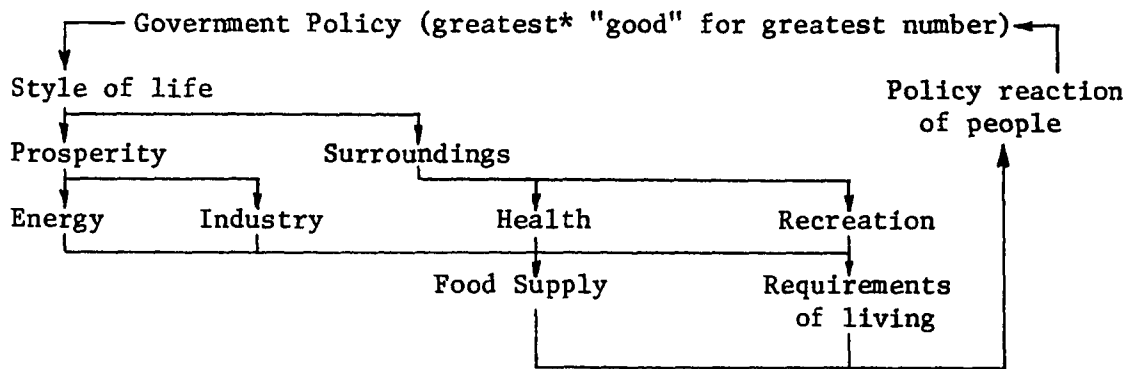 Government Policy (greatest* "good" for greatest number)
Style of life
Policy reaction
of people
Prosperity Surroundings
Energy Industry Health Recreation
Food Supply Requirements
of living